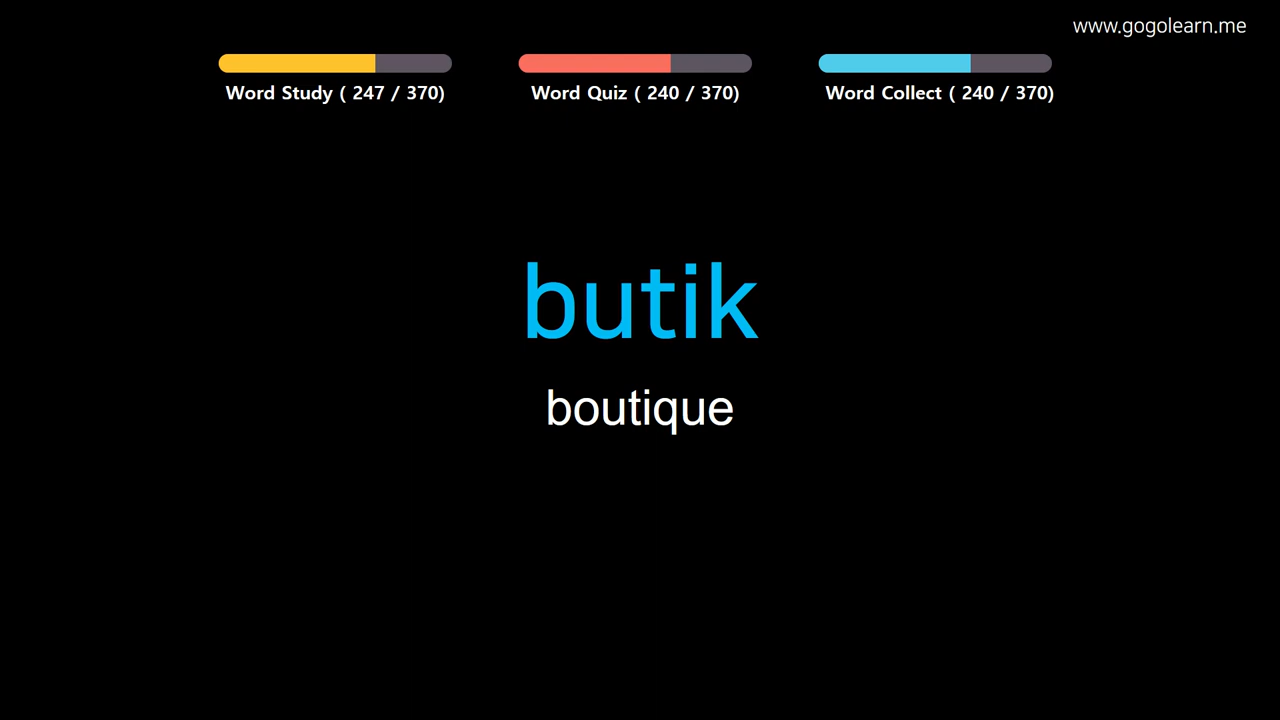 www.gogolearn.me
Word Study ( 247 / 370)
Word Quiz ( 240 / 370)
Word Collect ( 240 / 370)
butik
boutique